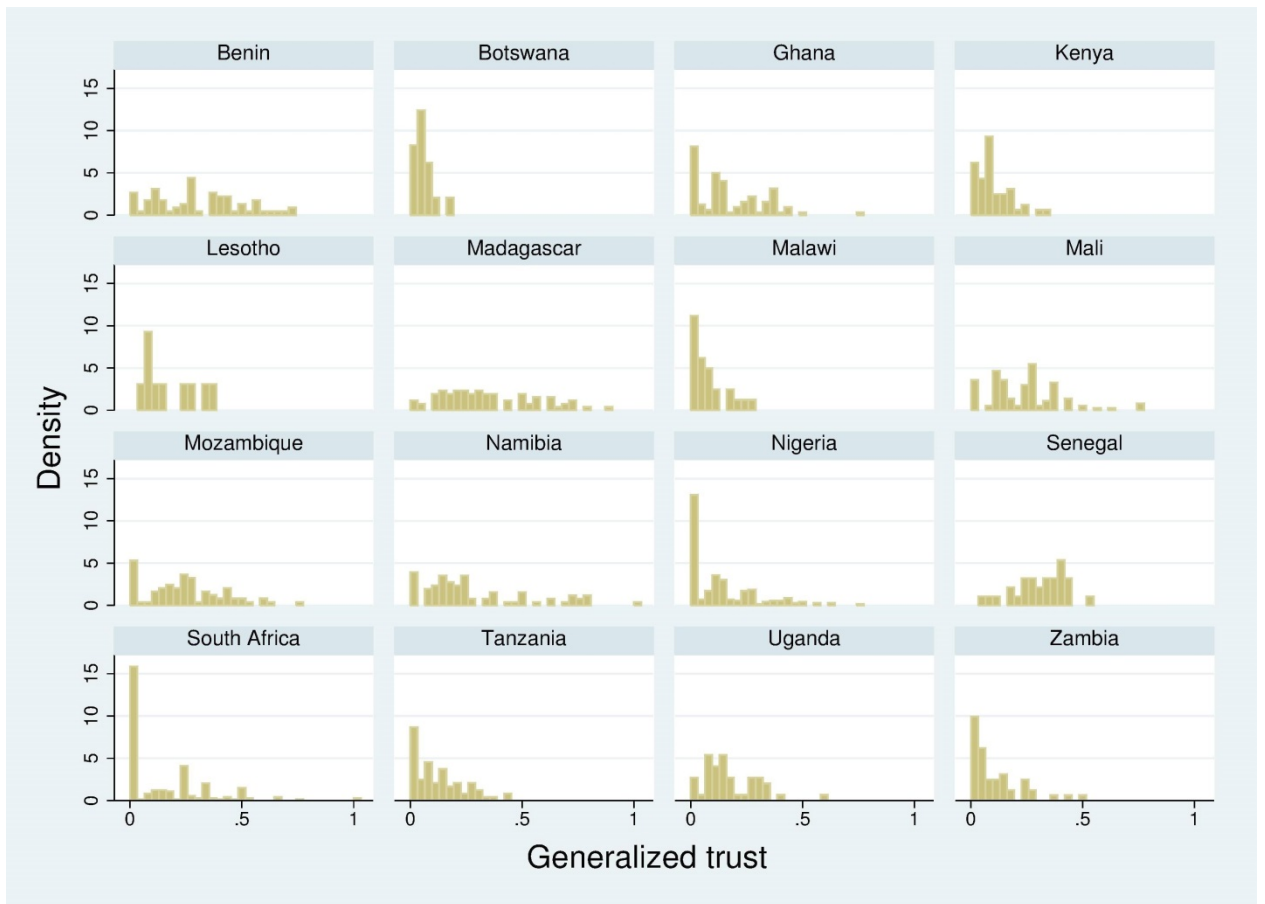 Benin Botswana Ghana Kenya
15
10
5
0
Lesotho Madagascar Malawi Mali
15
10
5
0
Mozambique Namibia Nigeria Senegal
15
10
5
0
South Africa Tanzania Uganda Zambia
15
10
5
0
Density
0 .5 1 0 .5 1 0 .5 1 0 .5 1
Generalized trust